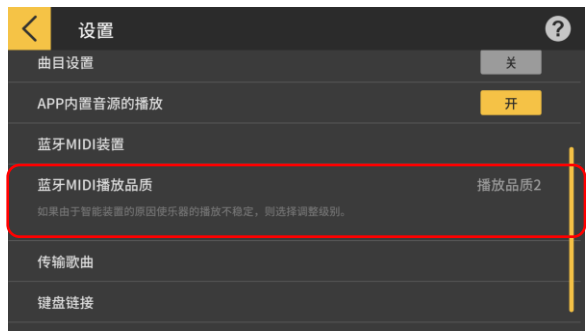 设置
?
曲目设置
关
APP内置音源的播放
开
蓝牙MIDI装置
蓝牙MIDI播放品质
播放品质2
如果由于智能装置的原因使乐器的播放不稳定，则选择调整级别。
传输歌曲
键盘链接